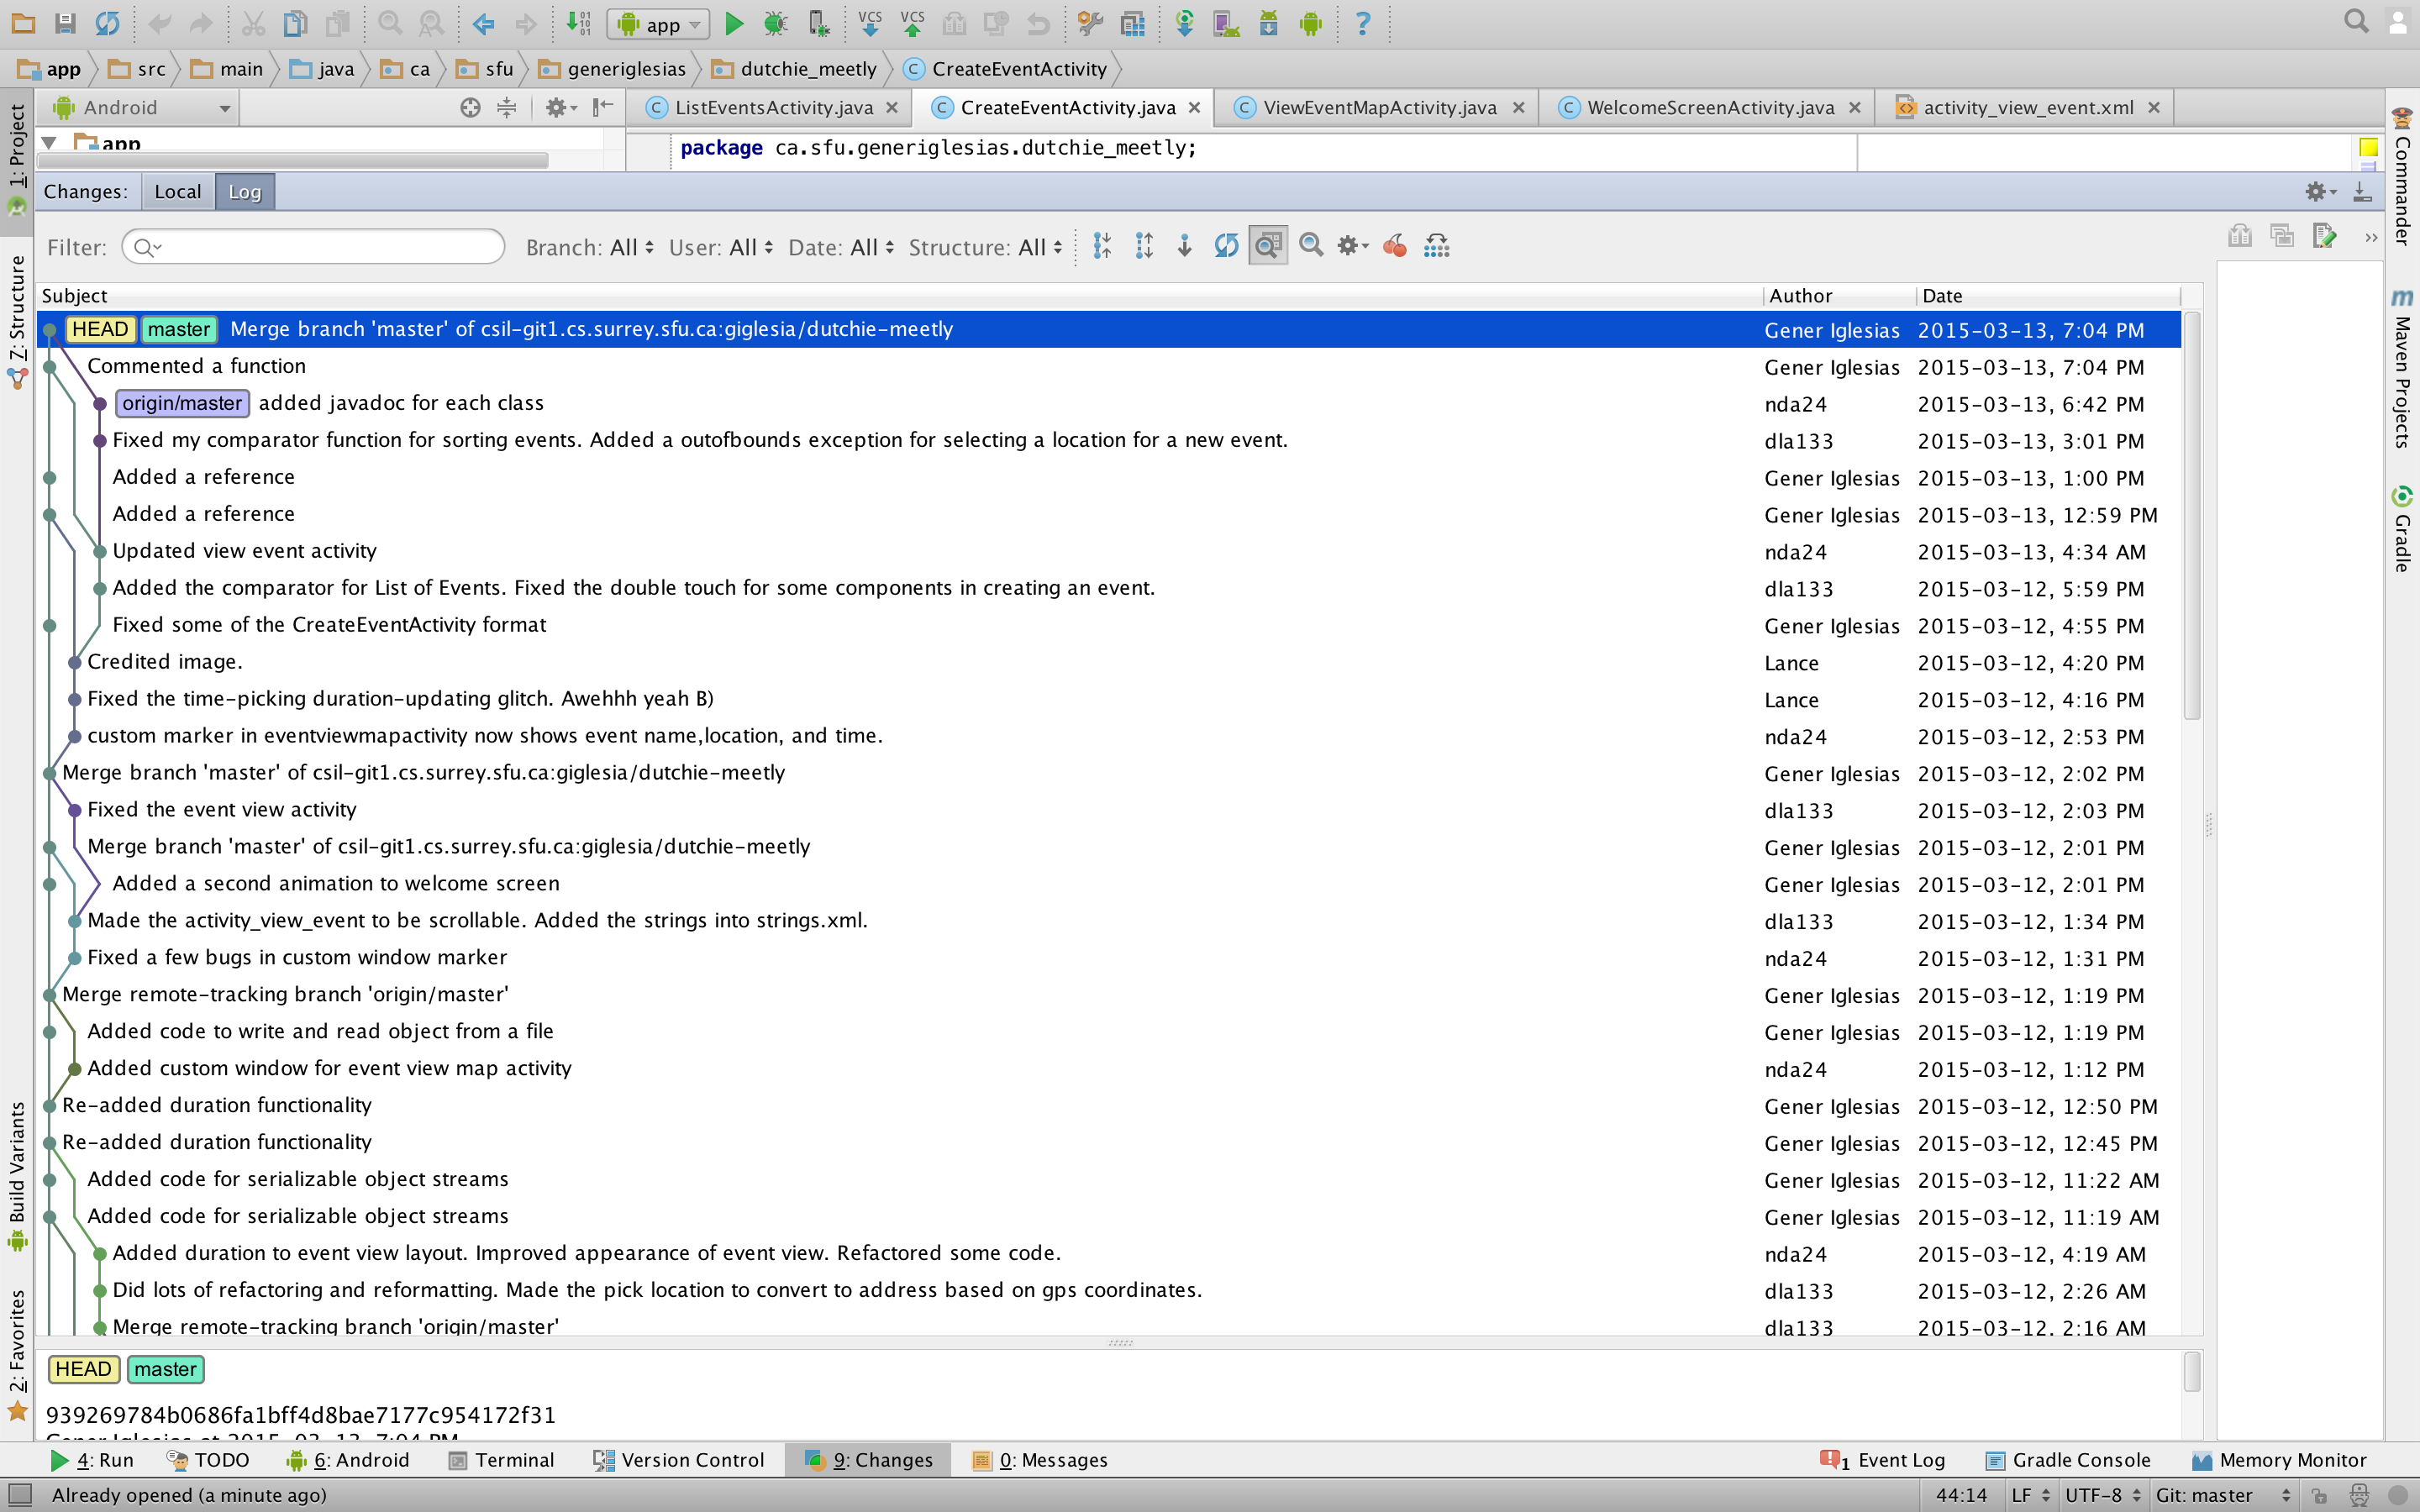 app
VCS VCS
app src main java ca sfu generiglesias dutchie_meetly CreateEventActivity
Android
ListEventsActivity.java CreateEventActivity.java ViewEventMapActivity.java WelcomeScreenActivity.java activity_view_event.xml
app
package ca.sfu.generiglesias.dutchie_meetly;
Changes: Local Log
Filter: Branch: All User: All Date: All Structure: All
Subject Author Date
HEAD master Merge branch 'master' of csil-git1.cs.surrey.sfu.ca:giglesia/dutchie-meetly Gener Iglesias 2015-03-13, 7:04 PM
Commented a function Gener Iglesias 2015-03-13, 7:04 PM
origin/master added javadoc for each class nda24 2015-03-13, 6:42 PM
Fixed my comparator function for sorting events. Added a outofbounds exception for selecting a location for a new event. dla133 2015-03-13, 3:01 PM
Added a reference Gener Iglesias 2015-03-13, 1:00 PM
Added a reference Gener Iglesias 2015-03-13, 12:59 PM
Updated view event activity nda24 2015-03-13, 4:34 AM
Added the comparator for List of Events. Fixed the double touch for some components in creating an event. dla133 2015-03-12, 5:59 PM
Fixed some of the CreateEventActivity format Gener Iglesias 2015-03-12, 4:55 PM
Credited image. Lance 2015-03-12, 4:20 PM
Fixed the time-picking duration-updating glitch. Awehhh yeah B) Lance 2015-03-12, 4:16 PM
custom marker in eventviewmapactivity now shows event name,location, and time. nda24 2015-03-12, 2:53 PM
Merge branch 'master' of csil-git1.cs.surrey.sfu.ca:giglesia/dutchie-meetly Gener Iglesias 2015-03-12, 2:02 PM
Fixed the event view activity dla133 2015-03-12, 2:03 PM
Merge branch 'master' of csil-git1.cs.surrey.sfu.ca:giglesia/dutchie-meetly Gener Iglesias 2015-03-12, 2:01 PM
Added a second animation to welcome screen Gener Iglesias 2015-03-12, 2:01 PM
Made the activity_view_event to be scrollable. Added the strings into strings.xml. dla133 2015-03-12, 1:34 PM
Fixed a few bugs in custom window marker nda24 2015-03-12, 1:31 PM
Merge remote-tracking branch 'origin/master' Gener Iglesias 2015-03-12, 1:19 PM
Added code to write and read object from a file Gener Iglesias 2015-03-12, 1:19 PM
Added custom window for event view map activity nda24 2015-03-12, 1:12 PM
Re-added duration functionality Gener Iglesias 2015-03-12, 12:50 PM
Re-added duration functionality Gener Iglesias 2015-03-12, 12:45 PM
Added code for serializable object streams Gener Iglesias 2015-03-12, 11:22 AM
Added code for serializable object streams Gener Iglesias 2015-03-12, 11:19 AM
Added duration to event view layout. Improved appearance of event view. Refactored some code. nda24 2015-03-12, 4:19 AM
Did lots of refactoring and reformatting. Made the pick location to convert to address based on gps coordinates. dla133 2015-03-12, 2:26 AM
Merge remote-tracking branch 'origin/master' dla133 2015-03-12, 2:16 AM
HEAD master
939269784b0686fa1bff4d8bae7177c954172f31
Gener Iglesias at 2015-03-13, 7:04 PM
4: Run TODO 6: Android Terminal Version Control 9: Changes 0: Messages 1 Event Log Gradle Console Memory Monitor
Already opened (a minute ago) 44:14 LF UTF-8 Git: master
1: Project
7: Structure
Build Variants
2: Favorites
Commander
Maven Projects
Gradle